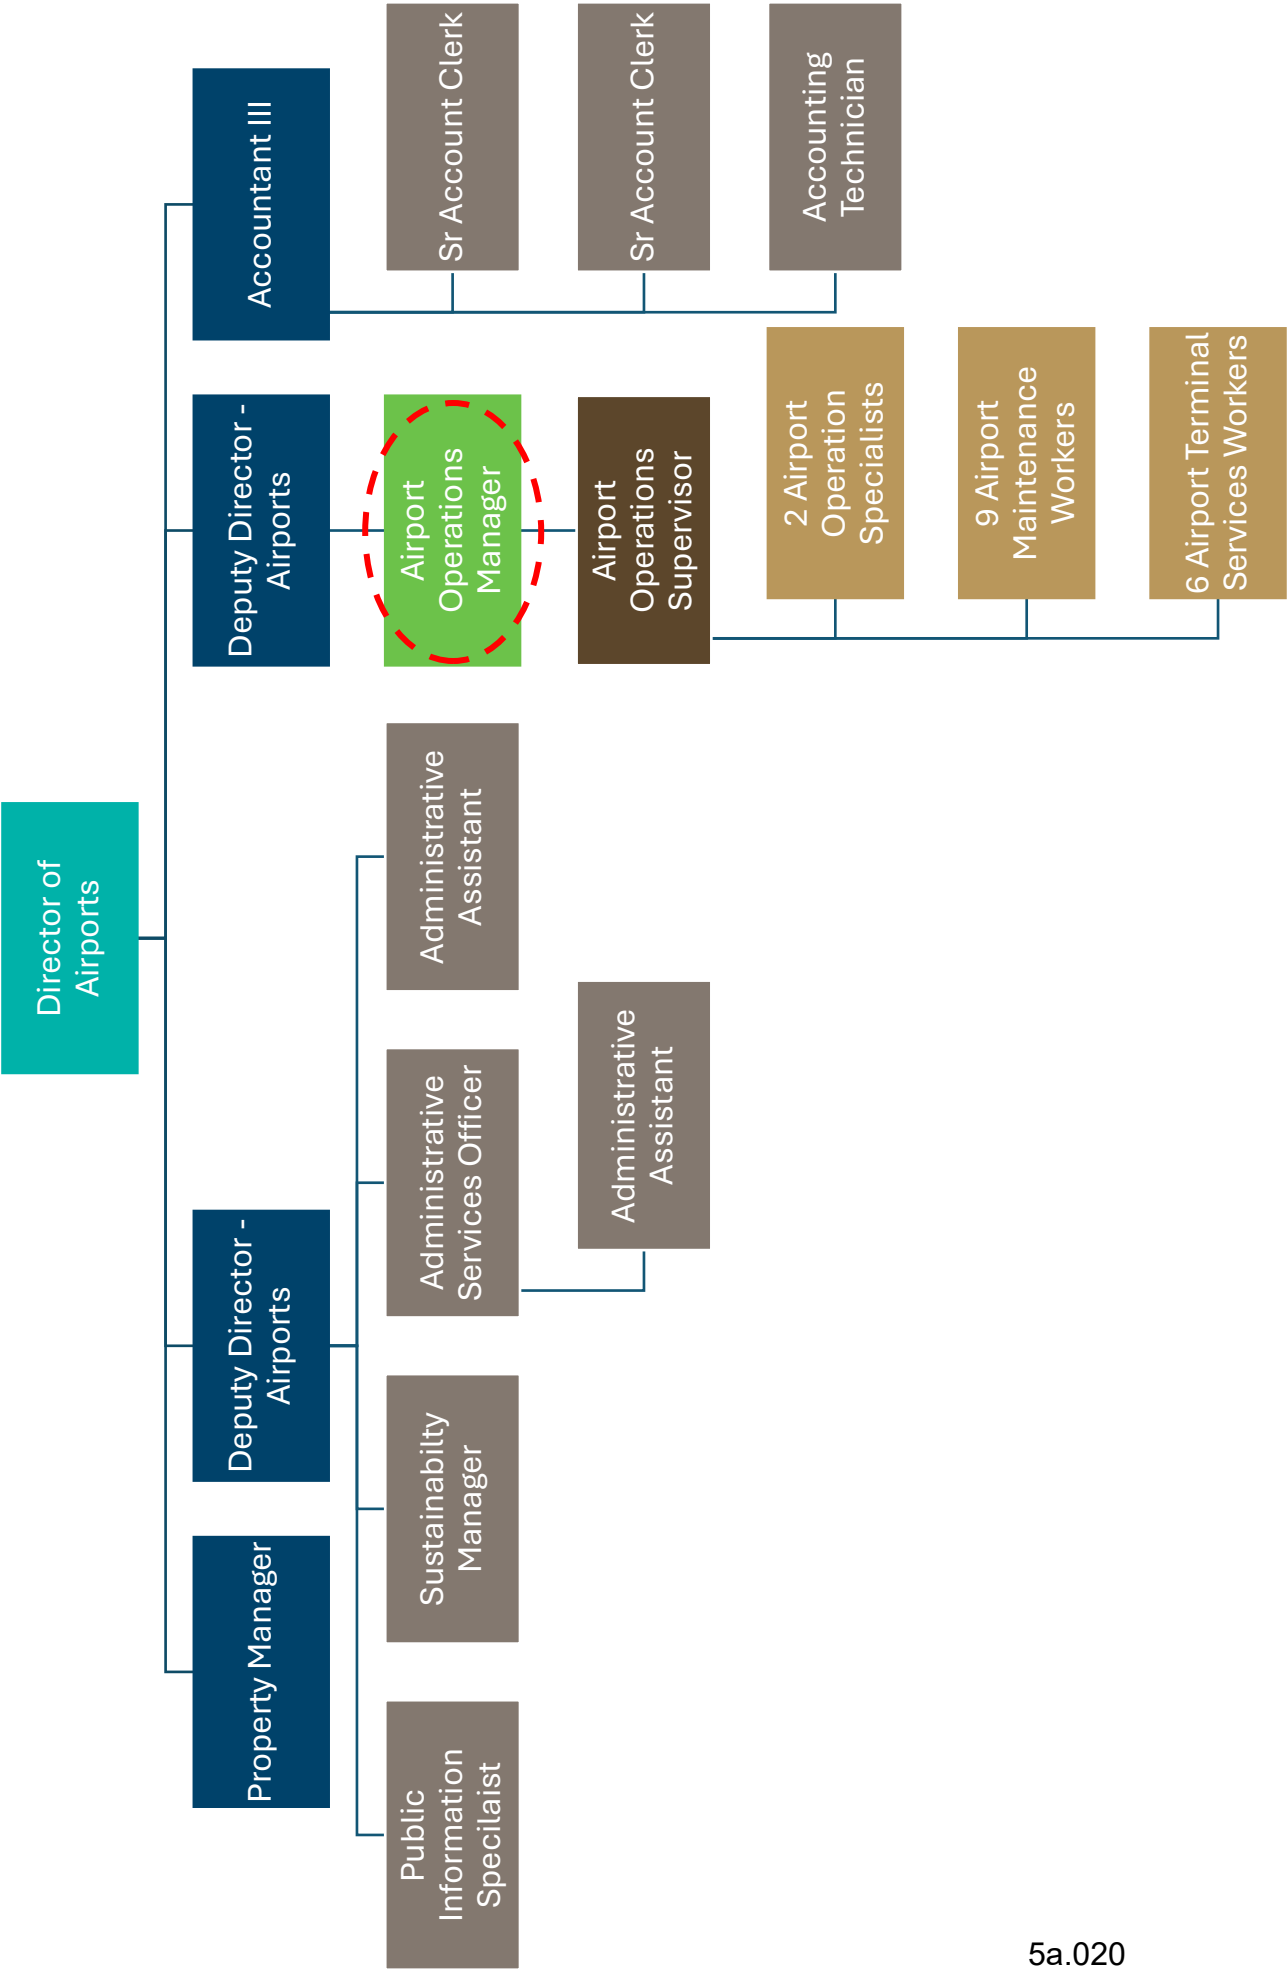 Director of
Airports
Property Manager
Deputy Director -
Airports
Deputy Director -
Airports
Accountant III
Public
Information
Specilaist
Sustainabilty
Manager
Administrative
Services Officer
Administrative
Assistant
Airport
Operations
Manager
Sr Account Clerk
Administrative
Assistant
Airport
Operations
Supervisor
Sr Account Clerk
2 Airport
Operation
Specialists
Accounting
Technician
9 Airport
Maintenance
Workers
6 Airport Terminal
Services Workers
5a.020